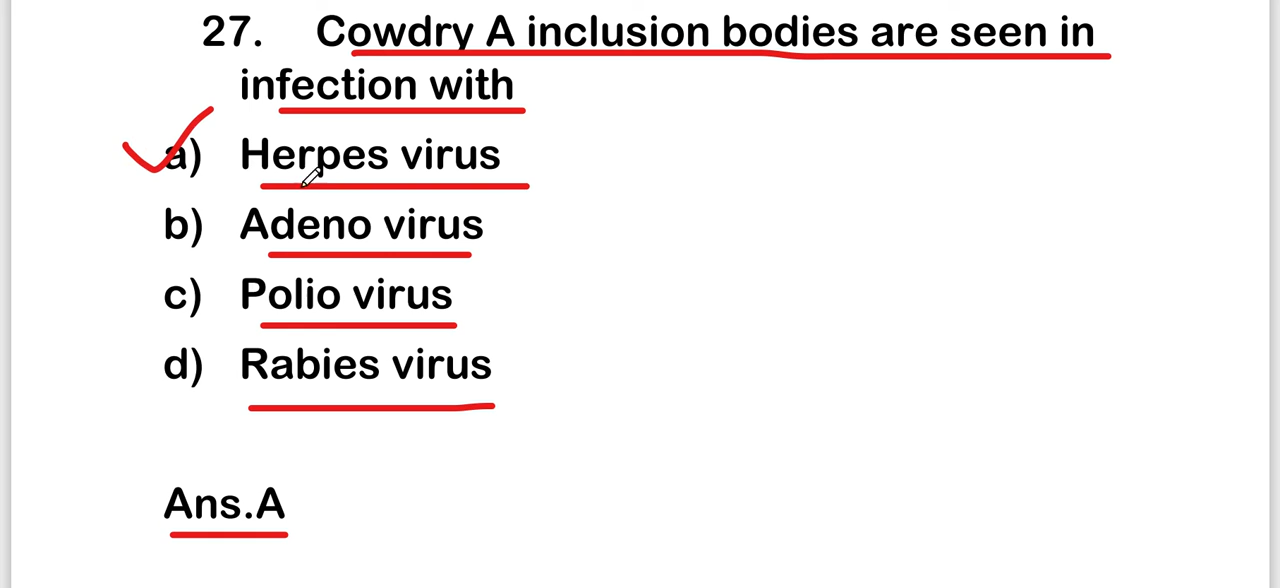 27. Cowdry A inclusion bodies are seen in
infection with
a) Herpes virus
b) Adeno virus
c) Polio virus
d) Rabies virus
Ans.A